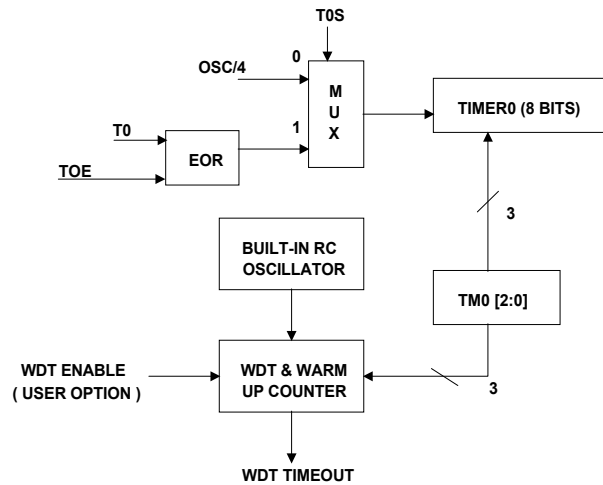 T0S
OSC/4
0
M
U
X
TIMER0 (8 BITS)
T0
1
EOR
TOE
3
BUILT-IN RC
OSCILLATOR
TM0 [2:0]
WDT ENABLE
( USER OPTION )
WDT & WARM
UP COUNTER
3
WDT TIMEOUT